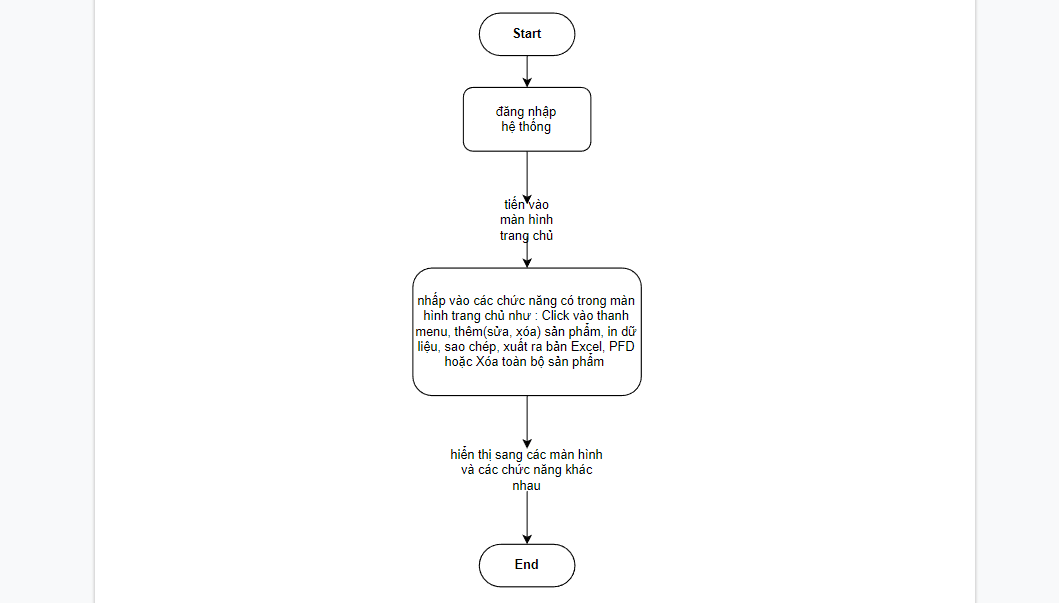 Start
đăng nhập
hệ thống
tiến vào
màn hình
trang chủ
nhấp vào các chức năng có trong màn
hình trang chủ như : Click vào thanh
menu, thêm(sửa, xóa) sản phẩm, in dữ
liệu, sao chép, xuất ra bản Excel, PFD
hoặc Xóa toàn bộ sản phẩm
hiển thị sang các màn hình
và các chức năng khác
nhau
End